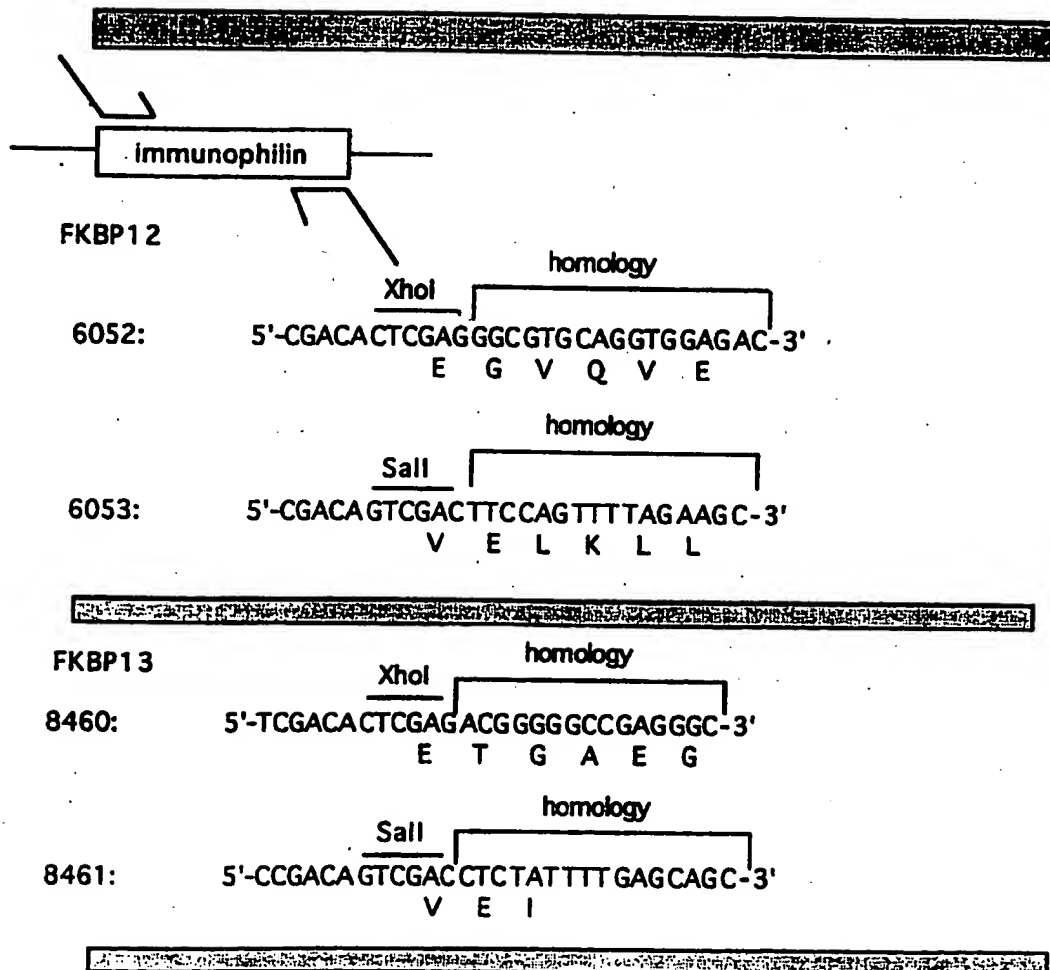 immunophilin
FKBP12
homology
XhoI
6052: 5'-CGACACTCGAGGGCGTGCAGGTGGAGAC-3'
E G V Q V E
homology
SalI
6053: 5'-CGACAGTCGACTTCCAGTTTTAGAAGC-3'
V E L K L L
FKBP13
homology
XhoI
8460: 5'-TCGACACTCGAGACGGGGGCCGAGGGC-3'
E T G A E G
homology
SalI
8461: 5'-CCGACAGTCGACCTCTATTTTGAGCAGC-3'
V E I